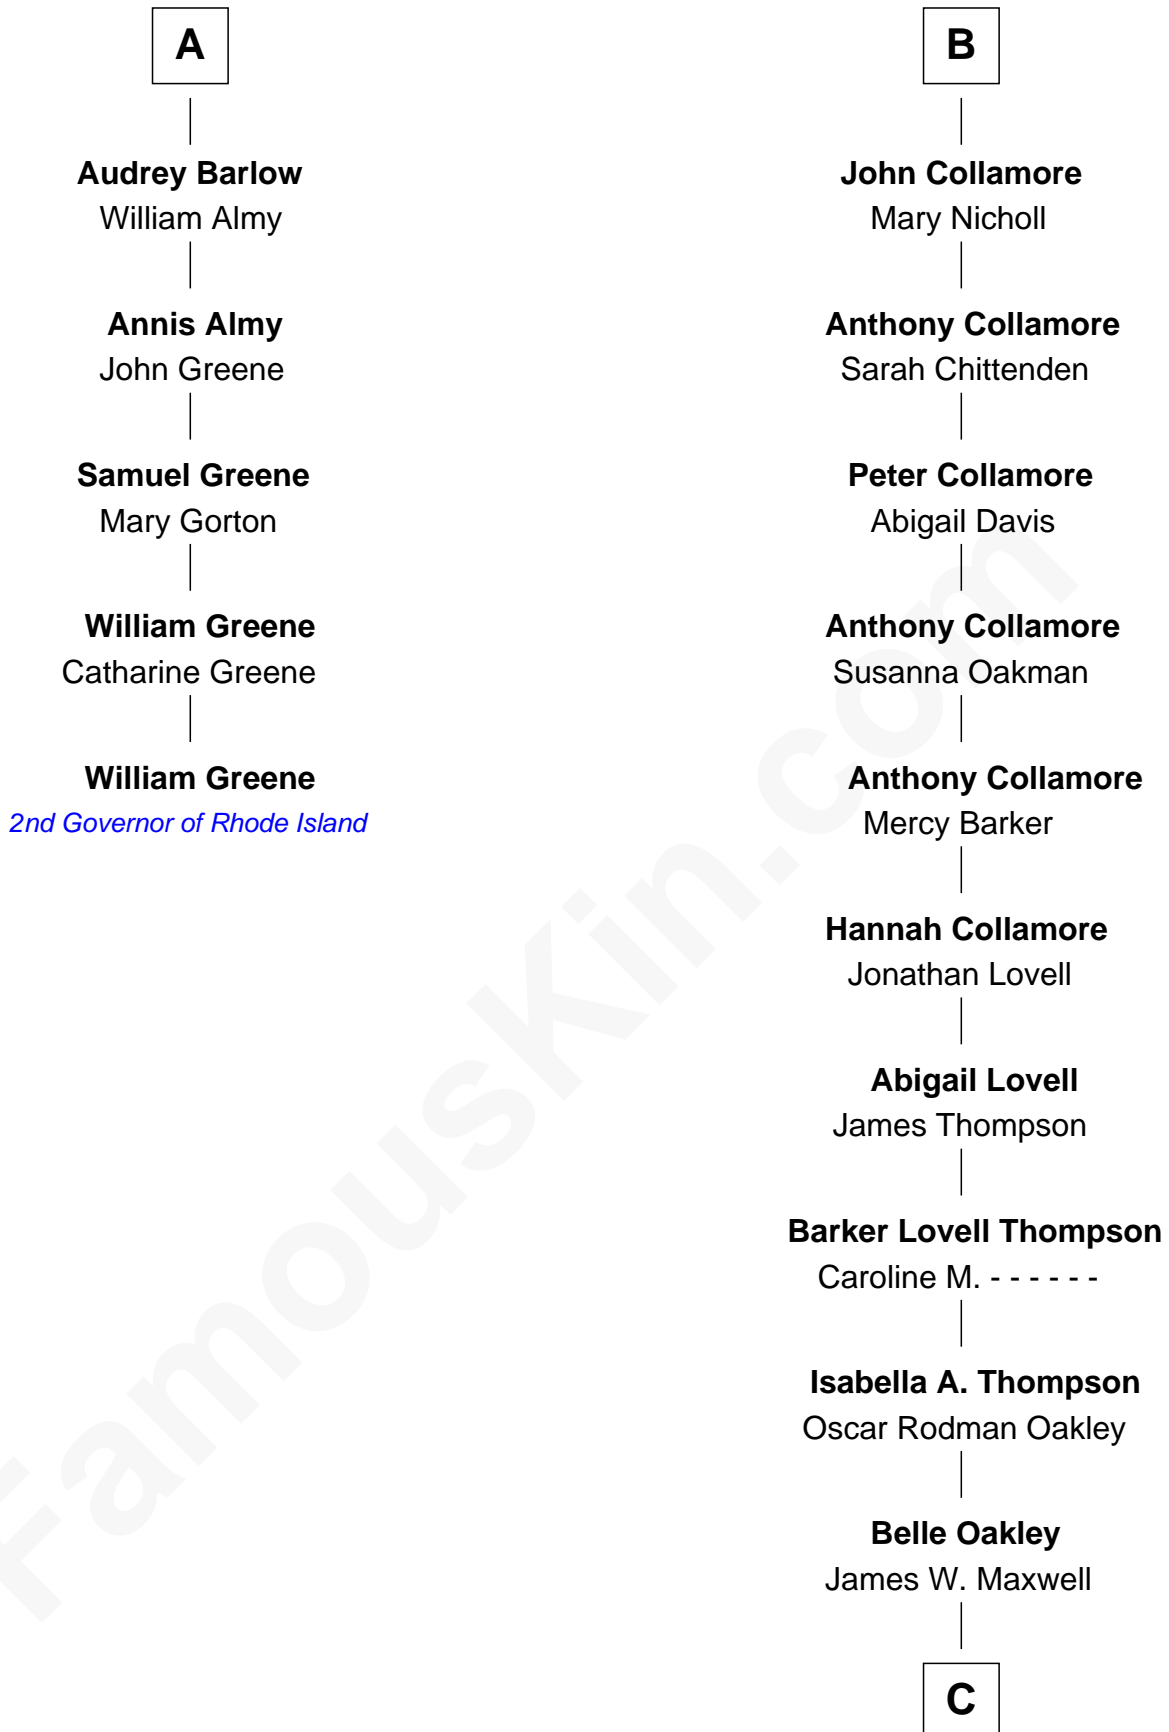 A
Audrey Barlow
William Almy
Annis Almy
John Greene
Samuel Greene
Mary Gorton
William Greene
Catharine Greene
William Greene
2nd Governor of Rhode Island
B
John Collamore
Mary Nicholl
Anthony Collamore
Sarah Chittenden
Peter Collamore
Abigail Davis
Anthony Collamore
Susanna Oakman
Anthony Collamore
Mercy Barker
Hannah Collamore
Jonathan Lovell
Abigail Lovell
James Thompson
Barker Lovell Thompson
Caroline M. - - - - - -
Isabella A. Thompson
Oscar Rodman Oakley
Belle Oakley
James W. Maxwell
C
FamousKin.com